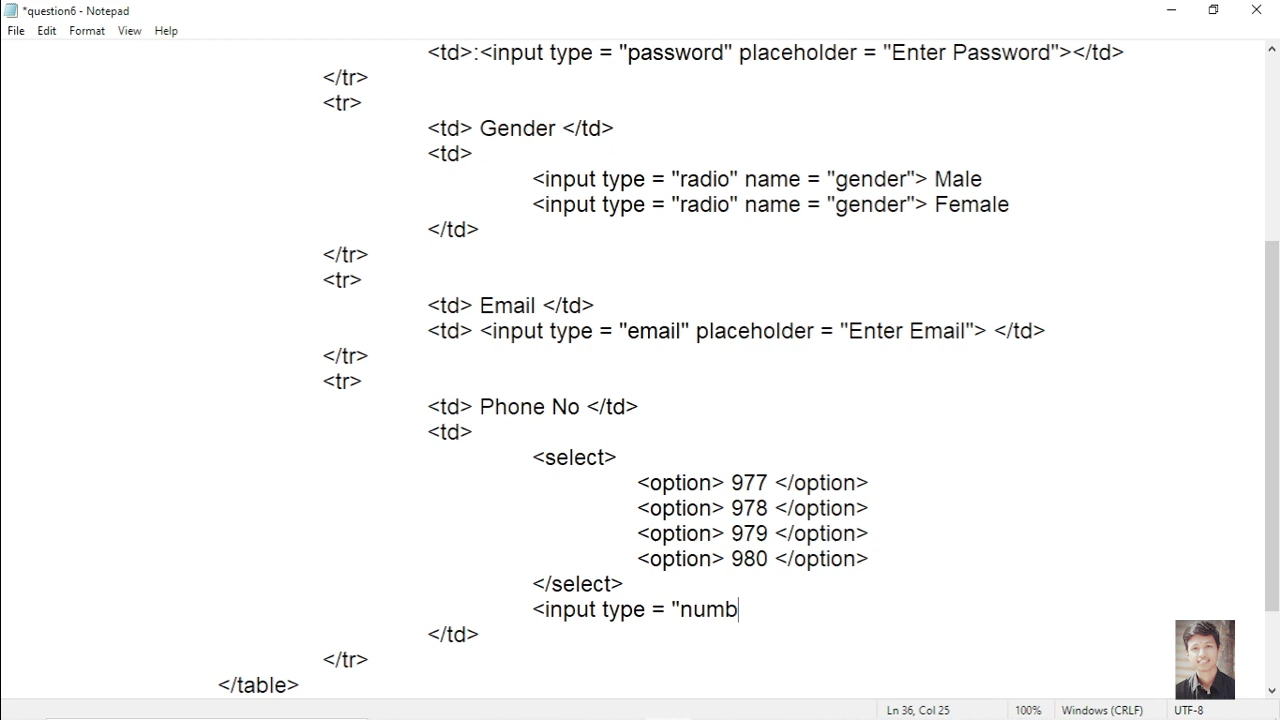 *question6 - Notepad
File Edit Format View Help
<td>:<input type = "password" placeholder = "Enter Password"></td>
</tr>
<tr>
<td> Gender </td>
<td>
<input type = "radio" name = "gender"> Male
<input type = "radio" name = "gender"> Female
</td>
</tr>
<tr>
<td> Email </td>
<td> <input type = "email" placeholder = "Enter Email"> </td>
</tr>
<tr>
<td> Phone No </td>
<td>
<select>
<option> 977 </option>
<option> 978 </option>
<option> 979 </option>
<option> 980 </option>
</select>
<input type = "numb
</td>
</tr>
</table>
Ln 36, Col 25 100% Windows (CRLF) UTF-8